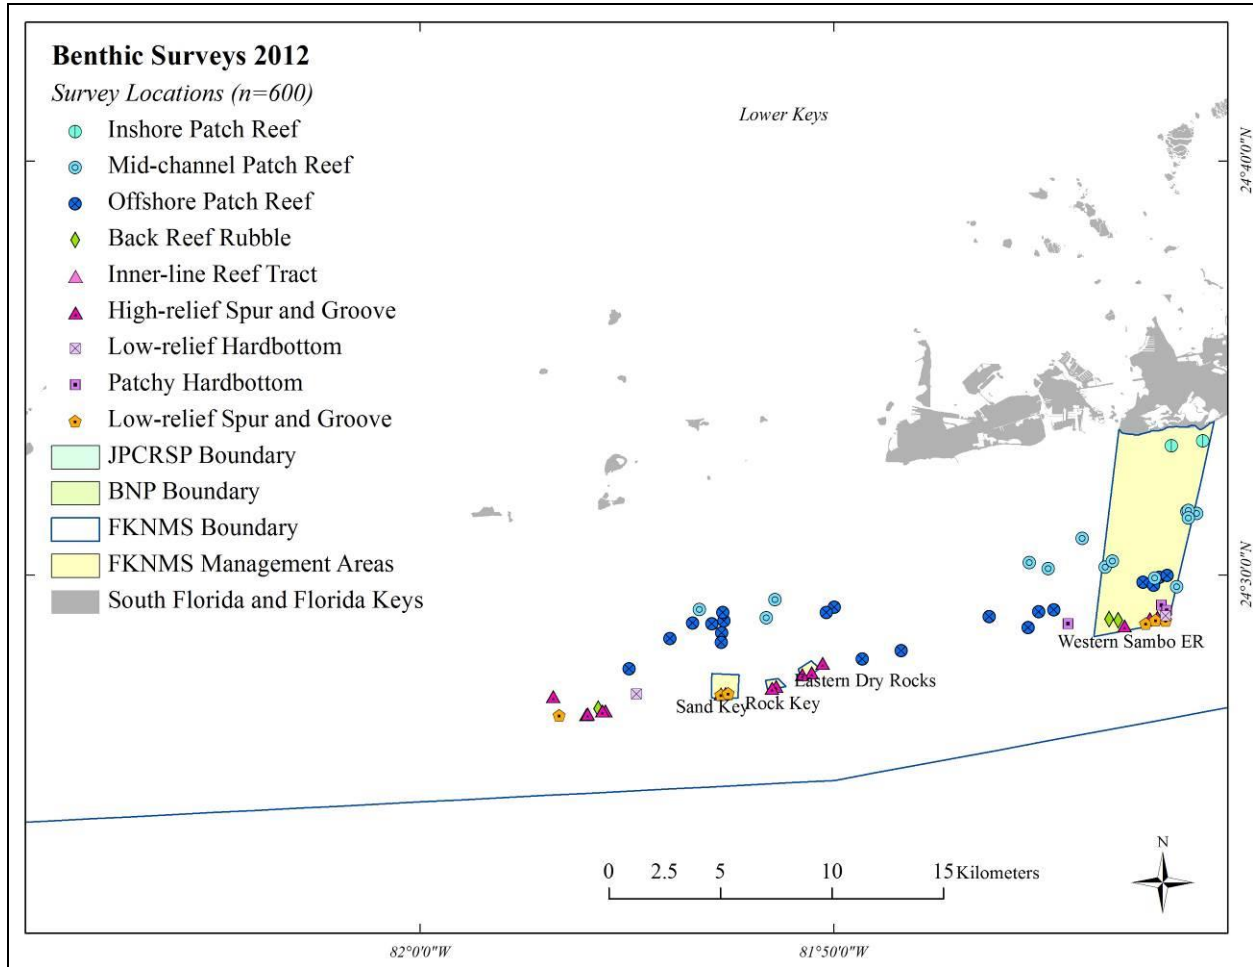 Benthic Surveys 2012
Survey Locations (n=600)
Inshore Patch Reef
Mid-channel Patch Reef
Offshore Patch Reef
Back Reef Rubble
Inner-line Reef Tract
High-relief Spur and Groove
Low-relief Hardbottom
Patchy Hardbottom
Low-relief Spur and Groove
JPCRSP Boundary
BNP Boundary
FKNMS Boundary
FKNMS Management Areas
South Florida and Florida Keys
Lower Keys
24°40'0"N
24°30'0"N
Western Sambo ER
Eastern Dry Rocks
Rock Key
Sand Key
N
0 2.5 5 10 15 Kilometers
82°0'0"W
81°50'0"W